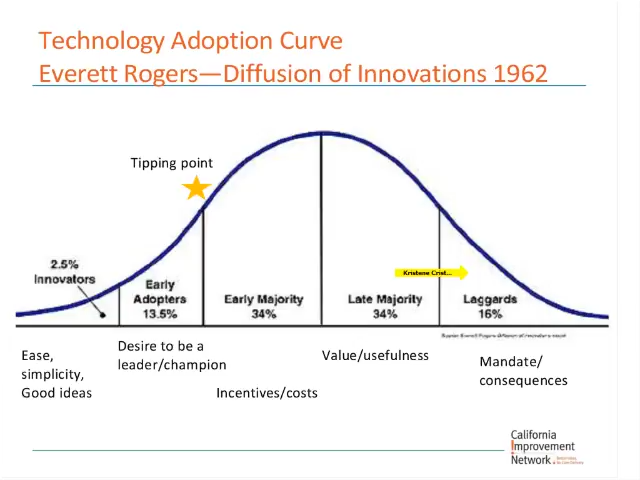 Technology Adoption Curve
Everett Rogers—Diffusion of Innovations 1962
Tipping point
2.5%
Innovators
Early
Adopters
13.5%
Early Majority
34%
Late Majority
34%
Kristene Crist...
Laggards
16%
Ease,
simplicity,
Good ideas
Desire to be a
leader/champion
Incentives/costs
Value/usefulness
Mandate/
consequences
California
Improvement
Network